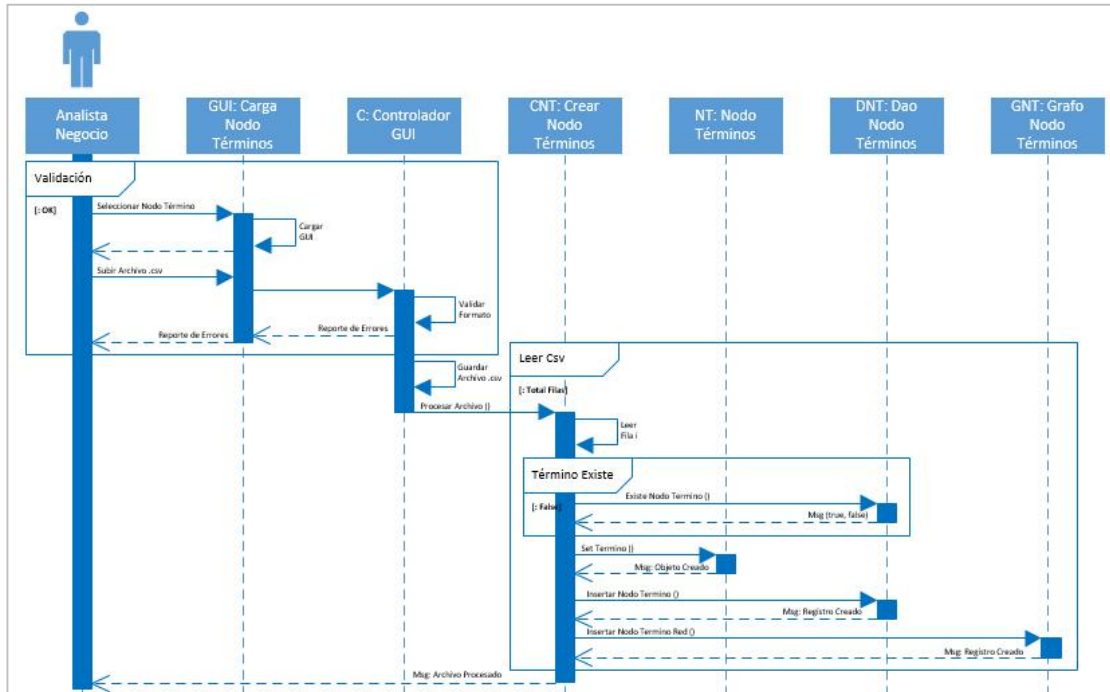 Analista
Negocio
GUI: Carga
Nodo
Términos
C: Controlador
GUI
CNT: Crear
Nodo
Términos
NT: Nodo
Términos
DNT: Dao
Nodo
Términos
GNT: Grafo
Nodo
Términos
Validación
[: OK]
Seleccionar Nodo Término
Cargar
GUI
Subir Archivo .csv
Validar
Formato
Reporte de Errores
Reporte de Errores
Leer Csv
Guardar
Archivo .csv
[: Total Filas]
Procesar Archivo ()
Leer
Fila i
Término Existe
[: False]
Existe Nodo Termino ()
Msg (true, false)
Set Termino ()
Msg: Objeto Creado
Insertar Nodo Termino ()
Msg: Registro Creado
Insertar Nodo Termino Red ()
Msg: Registro Creado
Msg: Archivo Procesado